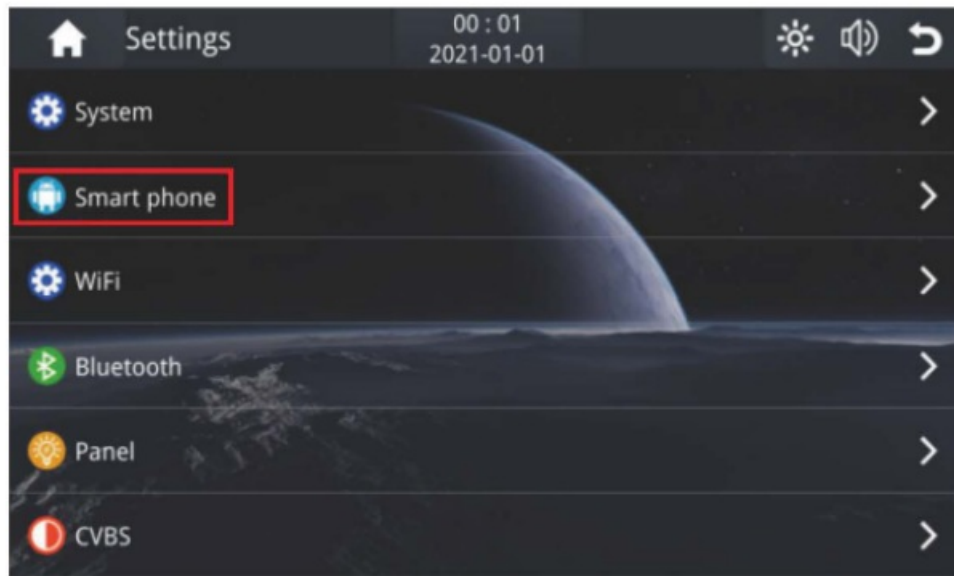 Settings
00 : 01
2021-01-01
System
Smart phone
WiFi
Bluetooth
Panel
CVBS